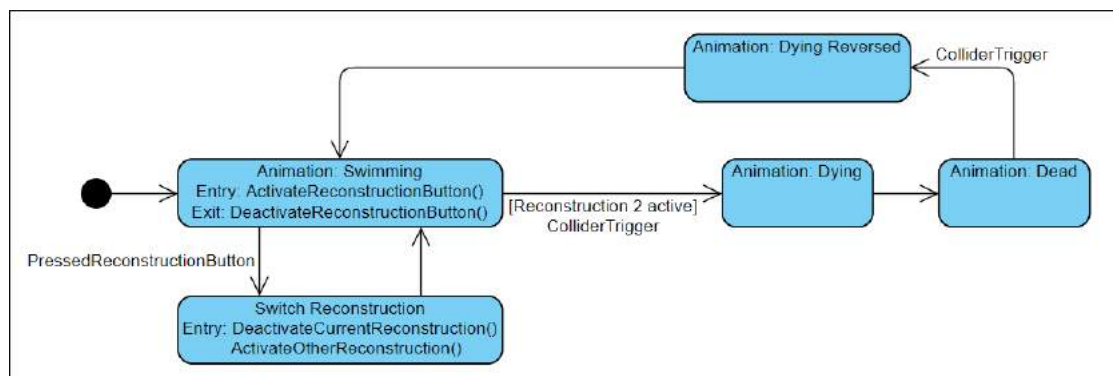 Animation: Dying Reversed
ColliderTrigger
Animation: Swimming
Entry: ActivateReconstructionButton()
Exit: DeactivateReconstructionButton()
[Reconstruction 2 active]
ColliderTrigger
Animation: Dying
Animation: Dead
PressedReconstructionButton
Switch Reconstruction
Entry: DeactivateCurrentReconstruction()
ActivateOtherReconstruction()